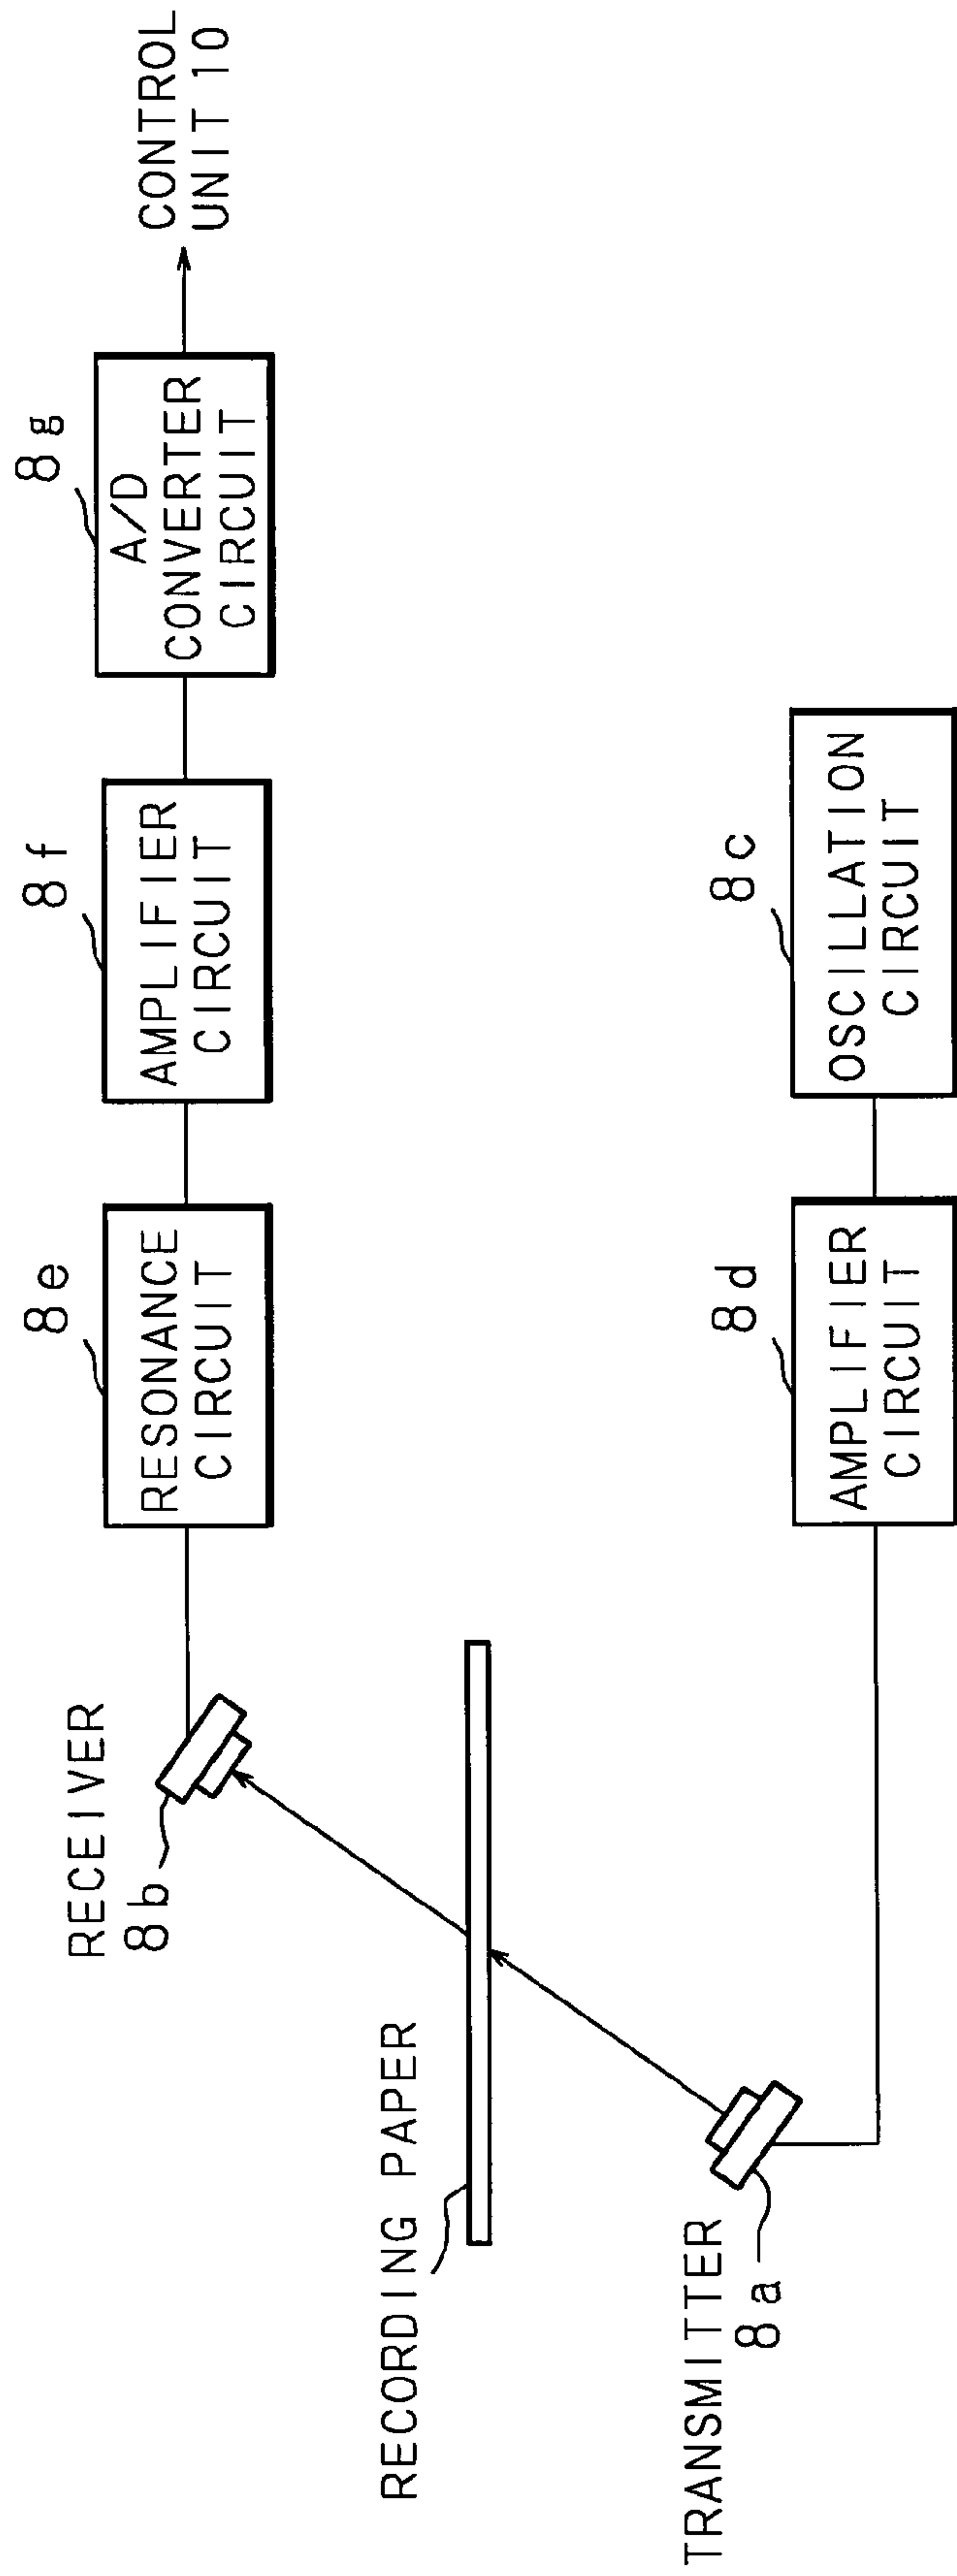 RECEIVER
8b
8e
RESONANCE
CIRCUIT
8f
AMPLIFIER
CIRCUIT
8g
A/D
CONVERTER
CIRCUIT
CONTROL
UNIT 10
RECORDING PAPER
TRANSMITTER
8a
8d
AMPLIFIER
CIRCUIT
8c
OSCILLATION
CIRCUIT